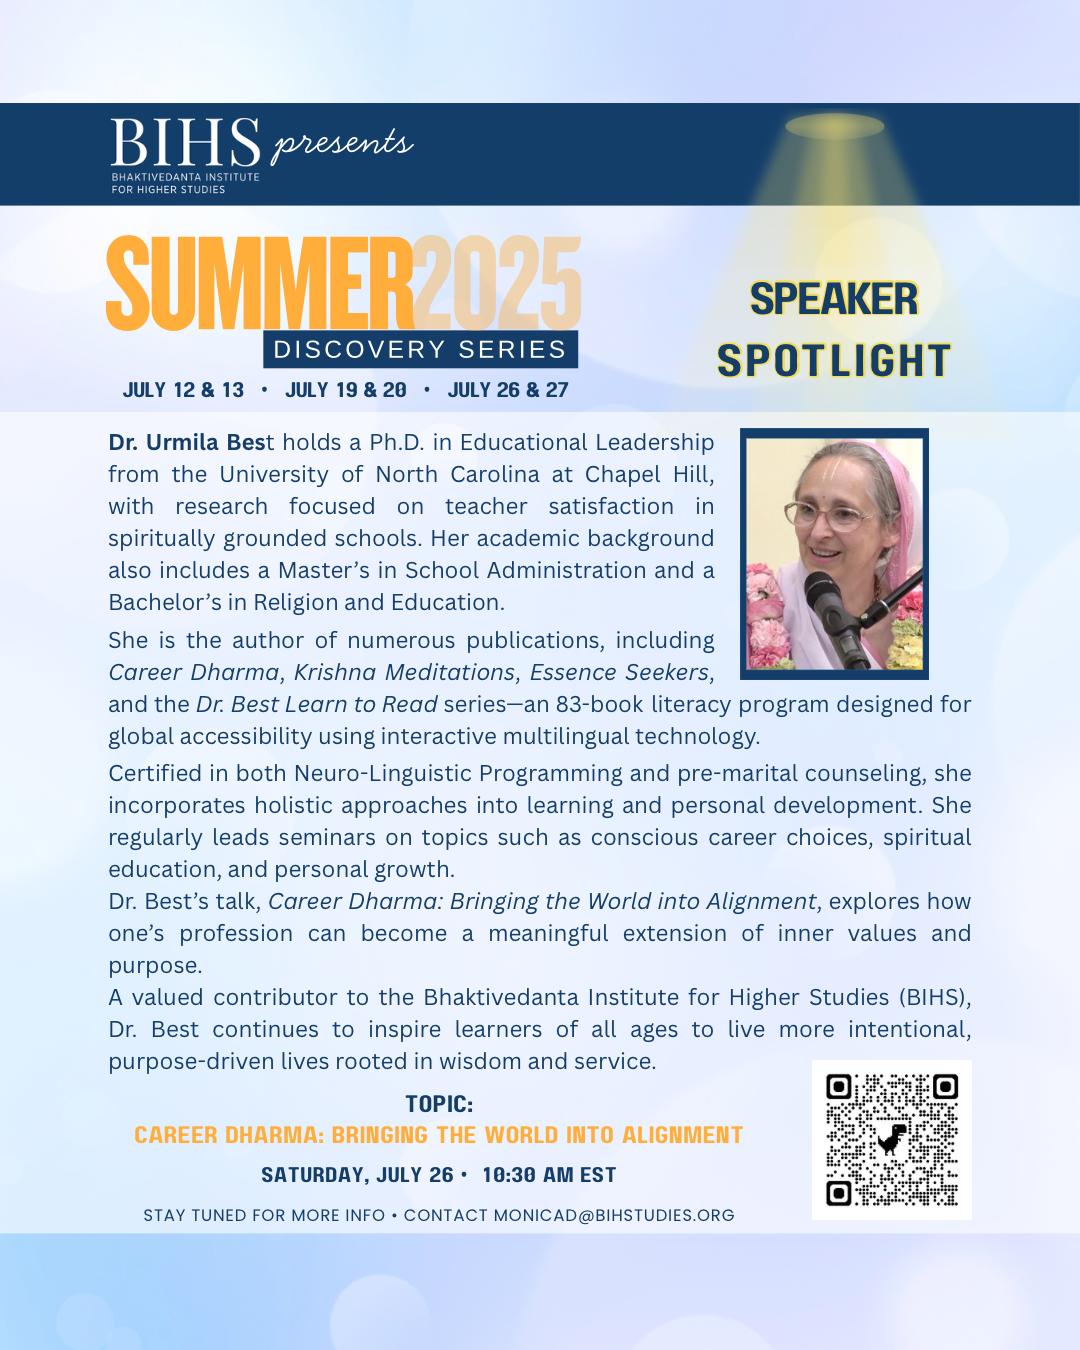 BIHS presents
BHAKTIVEDANTA INSTITUTE
FOR HIGHER STUDIES
SUMMER2025
DISCOVERY SERIES
JULY 12 & 13 • JULY 19 & 20 • JULY 26 & 27
SPEAKER
SPOTLIGHT
Dr. Urmila Best holds a Ph.D. in Educational Leadership
from the University of North Carolina at Chapel Hill,
with research focused on teacher satisfaction in
spiritually grounded schools. Her academic background
also includes a Master’s in School Administration and a
Bachelor’s in Religion and Education.
She is the author of numerous publications, including
Career Dharma, Krishna Meditations, Essence Seekers,
and the Dr. Best Learn to Read series—an 83-book literacy program designed for
global accessibility using interactive multilingual technology.
Certified in both Neuro-Linguistic Programming and pre-marital counseling, she
incorporates holistic approaches into learning and personal development. She
regularly leads seminars on topics such as conscious career choices, spiritual
education, and personal growth.
Dr. Best’s talk, Career Dharma: Bringing the World into Alignment, explores how
one’s profession can become a meaningful extension of inner values and
purpose.
A valued contributor to the Bhaktivedanta Institute for Higher Studies (BIHS),
Dr. Best continues to inspire learners of all ages to live more intentional,
purpose-driven lives rooted in wisdom and service.
TOPIC:
CAREER DHARMA: BRINGING THE WORLD INTO ALIGNMENT
SATURDAY, JULY 26 • 10:30 AM EST
STAY TUNED FOR MORE INFO • CONTACT MONICAD@BIHSTUDIES.ORG